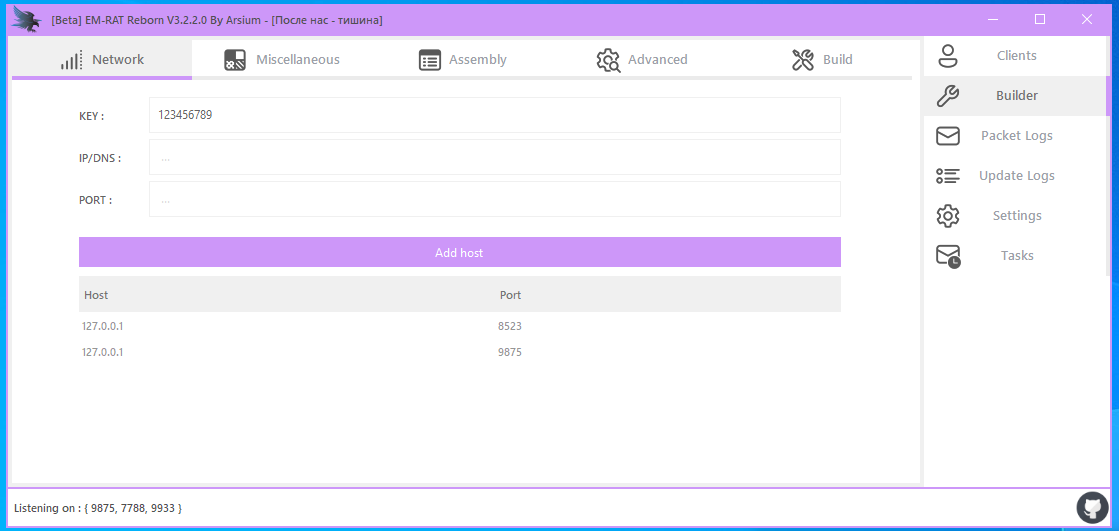 [Beta] EM-RAT Reborn V3.2.2.0 By Arsium - [После нас - тишина]
Network Miscellaneous Assembly Advanced Build
KEY : 123456789
IP/DNS : ...
PORT : ...
Add host
Host Port
127.0.0.1 8523
127.0.0.1 9875
Clients
Builder
Packet Logs
Update Logs
Settings
Tasks
Listening on : { 9875, 7788, 9933 }